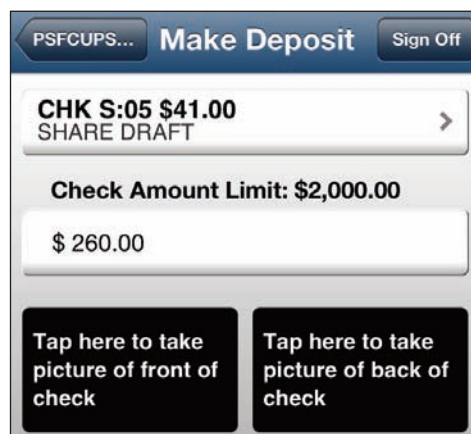 PSFCUPS... Make Deposit Sign Off
CHK S:05 $41.00
SHARE DRAFT
Check Amount Limit: $2,000.00
$ 260.00
Tap here to take
picture of front of
check
Tap here to take
picture of back of
check